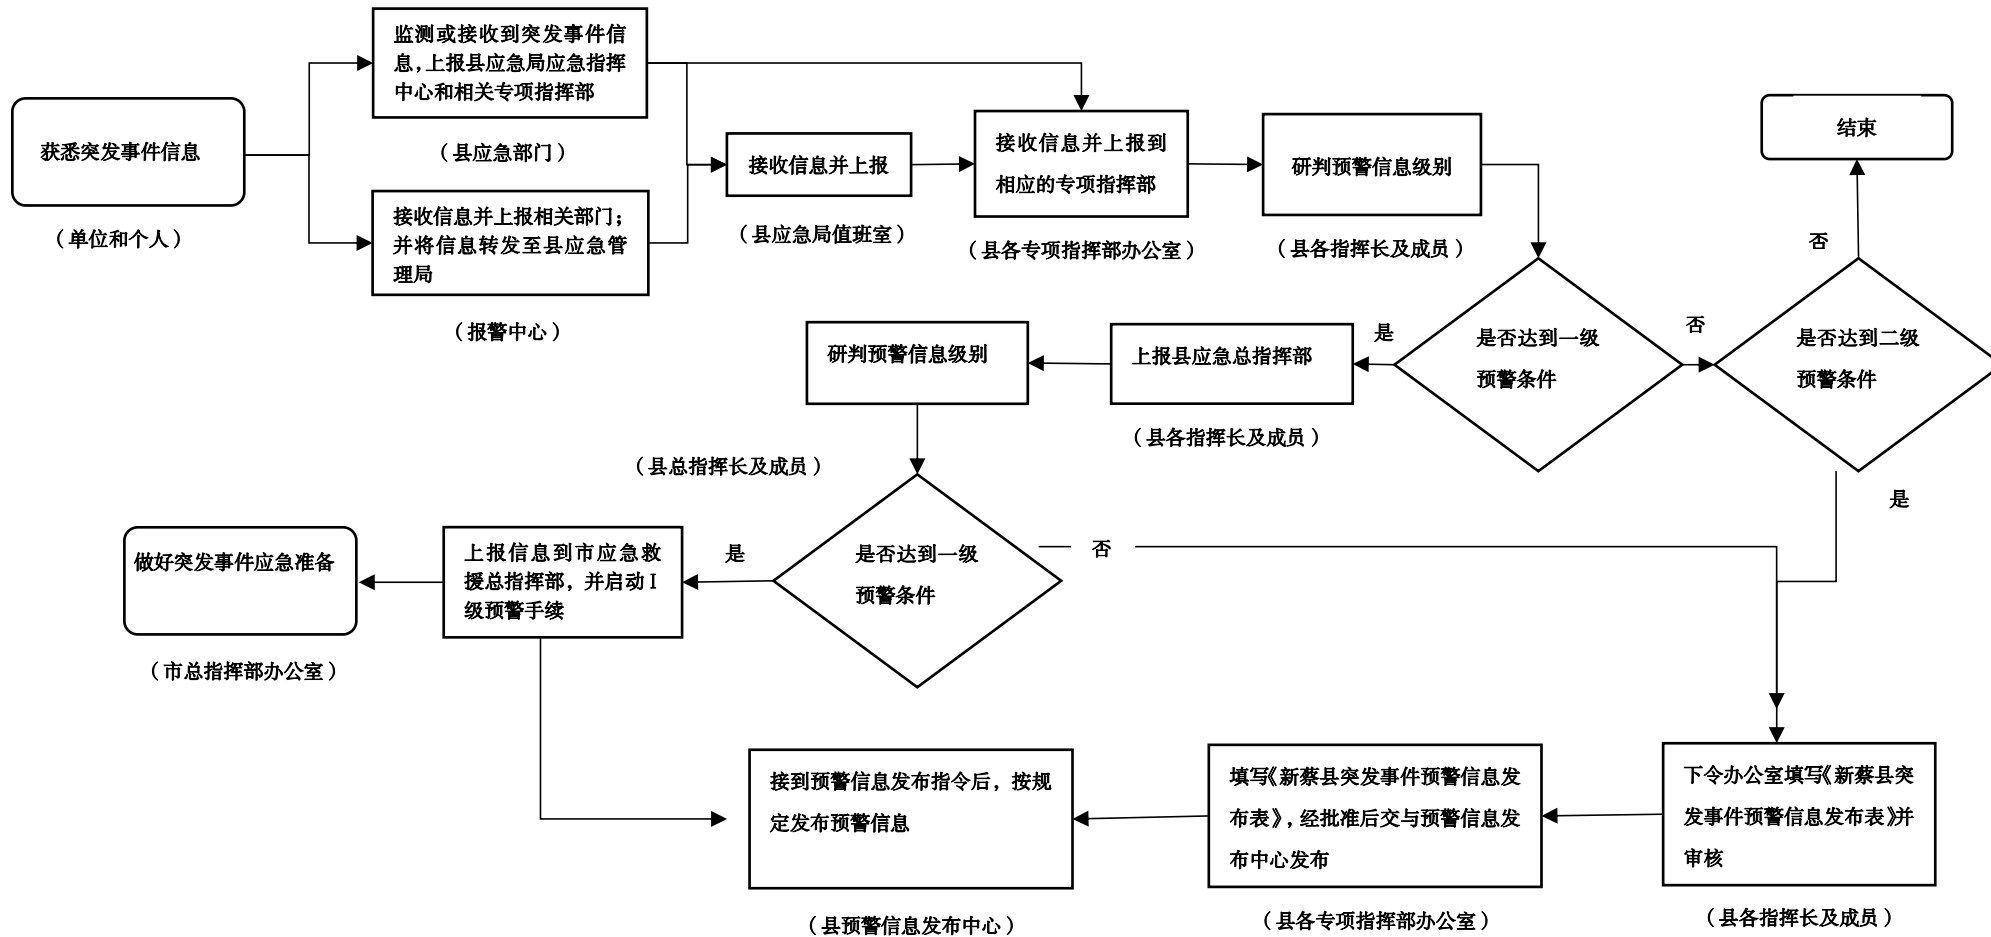 监测或接收到突发事件信
息，上报县应急局应急指挥
中心和相关专项指挥部
（县应急部门）
获悉突发事件信息
（单位和个人）
接收信息并上报相关部门；
并将信息转发至县应急管
理局
（报警中心）
接收信息并上报
（县应急局值班室）
接收信息并上报到
相应的专项指挥部
（县各专项指挥部办公室）
研判预警信息级别
（县各指挥长及成员）
结束
否
是否达到一级
预警条件
否
是否达到二级
预警条件
是
是
上报县应急总指挥部
（县各指挥长及成员）
研判预警信息级别
（县总指挥长及成员）
是否达到一级
预警条件
否
是
上报信息到市应急救
援总指挥部，并启动I
级预警手续
做好突发事件应急准备
（市总指挥部办公室）
接到预警信息发布指令后，按规
定发布预警信息
（县预警信息发布中心）
填写《新蔡县突发事件预警信息发
布表》，经批准后交与预警信息发
布中心发布
（县各专项指挥部办公室）
下令办公室填写《新蔡县突
发事件预警信息发布表》并
审核
（县各指挥长及成员）